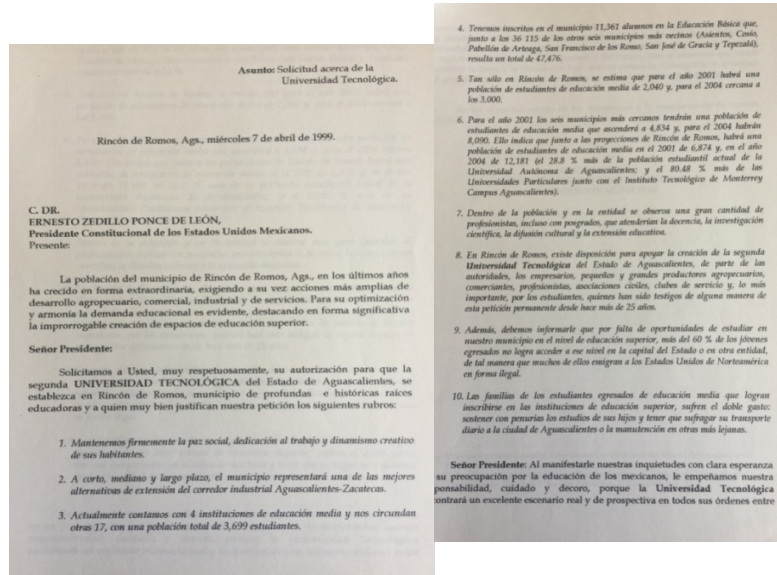 Asunto: Solicitud acerca de la
Universidad Tecnológica.
Rincón de Romos, Ags., miércoles 7 de abril de 1999.
C. DR.
ERNESTO ZEDILLO PONCE DE LEÓN,
Presidente Constitucional de los Estados Unidos Mexicanos.
Presente:
La población del municipio de Rincón de Romos, Ags., en los últimos años
ha crecido en forma extraordinaria, exigiendo a su vez acciones más amplias de
desarrollo agropecuario, comercial, industrial y de servicios. Para su optimización
y armonía la demanda educacional es evidente, destacando en forma significativa
la improrrogable creación de espacios de educación superior.
Señor Presidente:
Solicitamos a Usted, muy respetuosamente, su autorización para que la
segunda UNIVERSIDAD TECNOLÓGICA del Estado de Aguascalientes, se
establezca en Rincón de Romos, municipio de profundas e históricas raíces
educadoras y a quien muy bien justifican nuestra petición los siguientes rubros:
1. Mantenemos firmemente la paz social, dedicación al trabajo y dinamismo creativo
de sus habitantes.
2. A corto, mediano y largo plazo, el municipio representará una de las mejores
alternativas de extensión del corredor industrial Aguascalientes-Zacatecas.
3. Actualmente contamos con 4 instituciones de educación media y nos circundan
otras 17, con una población total de 3,699 estudiantes.
4. Tenemos inscritos en el municipio 11,361 alumnos en la Educación Básica que,
junto a los 36 115 de los otros seis municipios más vecinos (Asientos, Cosío,
Pabellón de Arteaga, San Francisco de los Romo, San José de Gracia y Tepezalá),
resulta un total de 47,476.
5. Tan sólo en Rincón de Romos, se estima que para el año 2001 habrá una
población de estudiantes de educación media de 2,040 y, para el 2004 cercana a
los 3,000.
6. Para el año 2001 los seis municipios más cercanos tendrán una población de
estudiantes de educación media que ascenderá a 4,834 y, para el 2004 habrán
8,090. Ello indica que junto a las proyecciones de Rincón de Romos, habrá una
población de estudiantes de educación media en el 2001 de 6,874 y, en el año
2004 de 12,181 (el 28.8 % más de la población estudiantil actual de la
Universidad Autónoma de Aguascalientes; y el 80.48 % más de las
Universidades Particulares junto con el Instituto Tecnológico de Monterrey
Campus Aguascalientes).
7. Dentro de la población y en la entidad se observa una gran cantidad de
profesionistas, incluso con posgrados, que atenderían la docencia, la investigación
científica, la difusión cultural y la extensión educativa.
8. En Rincón de Romos, existe disposición para apoyar la creación de la segunda
Universidad Tecnológica del Estado de Aguascalientes, de parte de las
autoridades, los empresarios, pequeños y grandes productores agropecuarios,
comerciantes, profesionistas, asociaciones civiles, clubes de servicio y, lo más
importante, por los estudiantes, quienes han sido testigos de alguna manera de
esta petición permanente desde hace más de 25 años.
9. Además, debemos informarle que por falta de oportunidades de estudiar en
nuestro municipio en el nivel de educación superior, más del 60 % de los jóvenes
egresados no logra acceder a ese nivel en la capital del Estado o en otra entidad,
de tal manera que muchos de ellos emigran a los Estados Unidos de Norteamérica
en forma ilegal.
10. Las familias de los estudiantes egresados de educación media que logran
inscribirse en las instituciones de educación superior, sufren el doble gasto:
sostener con penurias los estudios de sus hijos y tener que sufragar su transporte
diario a la ciudad de Aguascalientes o la manutención en otras más lejanas.
Señor Presidente: Al manifestarle nuestras inquietudes con clara esperanza
su preocupación por la educación de los mexicanos, le empeñamos nuestra
ponsabilidad, cuidado y decoro, porque la Universidad Tecnológica
ontrará un excelente escenario real y de prospectiva en todos sus órdenes entre